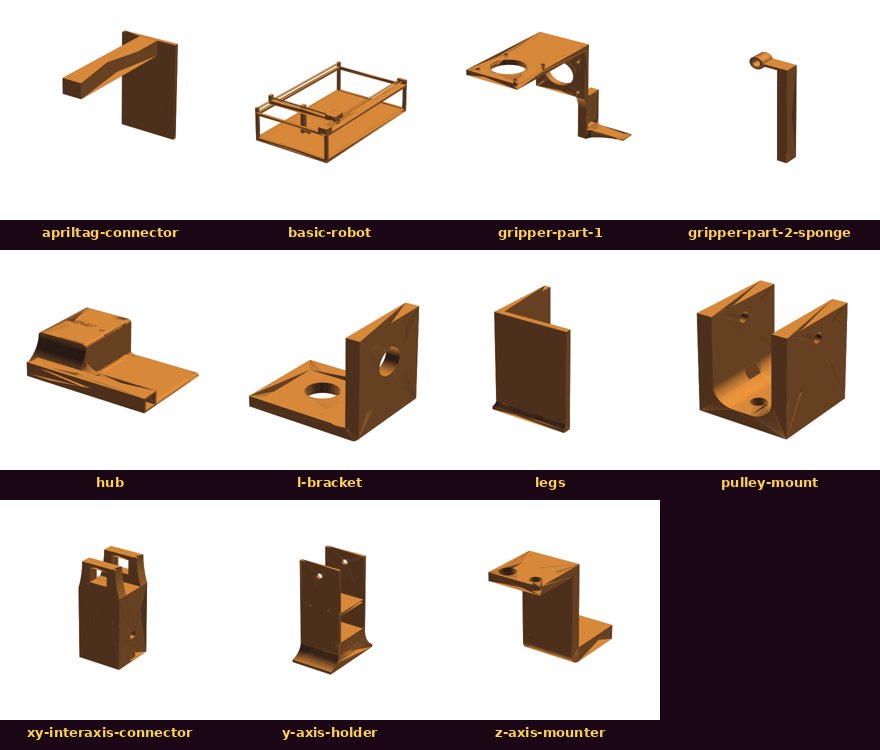 apriltag-connector
basic-robot
gripper-part-1
gripper-part-2-sponge
hub
l-bracket
legs
pulley-mount
xy-interaxis-connector
y-axis-holder
z-axis-mounter